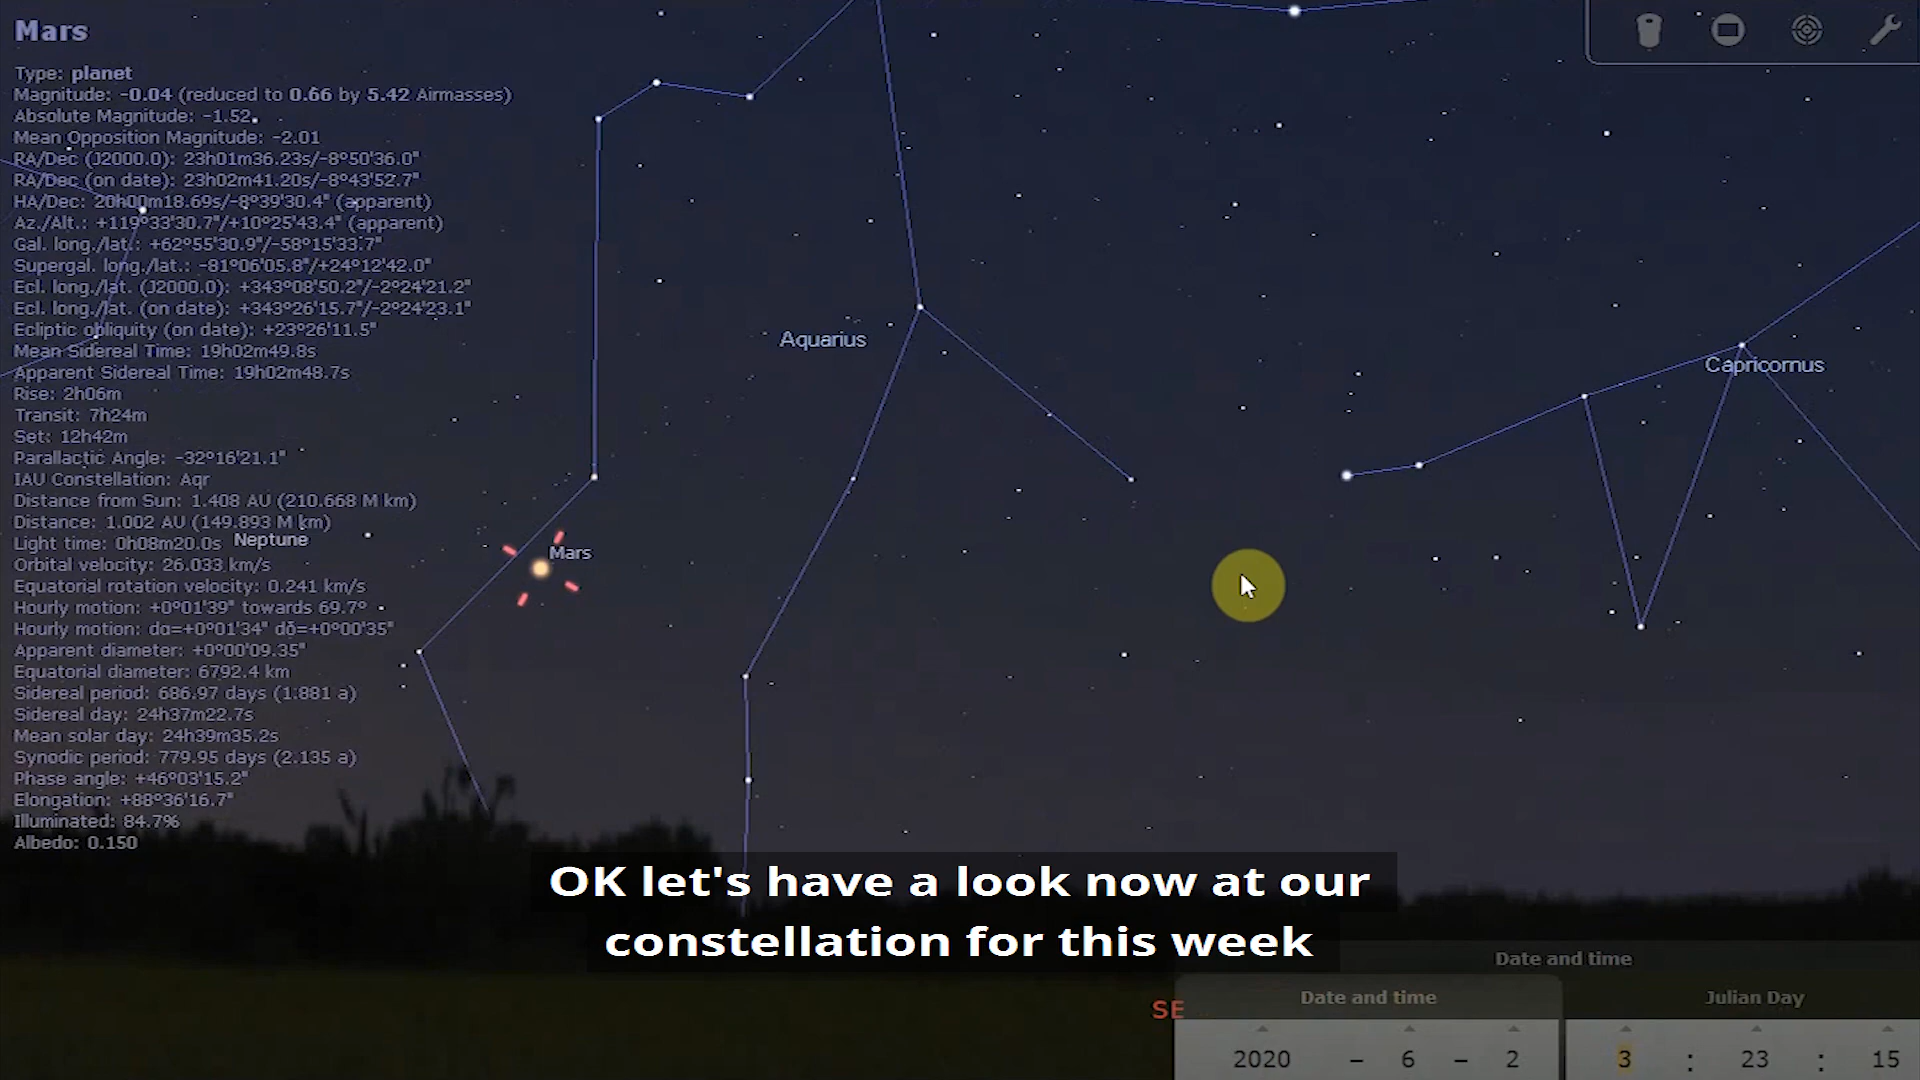 Mars
Type: planet
Magnitude: -0.04 (reduced to 0.66 by 5.42 Airmasses)
Absolute Magnitude: -1.52
Mean Opposition Magnitude: -2.01
RA/Dec (J2000.0): 23h01m36.23s/-8°50'36.0"
RA/Dec (on date): 23h02m41.20s/-8°43'52.7"
HA/Dec: 20h00m18.69s/-8°39'30.4" (apparent)
Az./Alt.: +119°33'30.7"/+10°25'43.4" (apparent)
Gal. long./lat.: +62°55'30.9"/-58°15'33.7"
Supergal. long./lat.: -81°06'05.8"/+24°12'42.0"
Ecl. long./lat. (J2000.0): +343°08'50.2"/-2°24'21.2"
Ecl. long./lat. (on date): +343°26'15.7"/-2°24'23.1"
Ecliptic obliquity (on date): +23°26'11.5"
Mean Sidereal Time: 19h02m49.8s
Apparent Sidereal Time: 19h02m48.7s
Rise: 2h06m
Transit: 7h24m
Set: 12h42m
Parallactic Angle: -32°16'21.1"
IAU Constellation: Aqr
Distance from Sun: 1.408 AU (210.668 M km)
Distance: 1.002 AU (149.893 M km)
Light time: 0h08m20.0s
Orbital velocity: 26.033 km/s
Equatorial rotation velocity: 0.241 km/s
Hourly motion: +0°01'39" towards 69.7°
Hourly motion: dα=+0°01'34" dδ=+0°00'35"
Apparent diameter: +0°00'09.35"
Equatorial diameter: 6792.4 km
Sidereal period: 686.97 days (1.881 a)
Sidereal day: 24h37m22.7s
Mean solar day: 24h39m35.2s
Synodic period: 779.95 days (2.135 a)
Phase angle: +46°03'15.2"
Elongation: +88°36'16.7"
Illuminated: 84.7%
Albedo: 0.150
Neptune
Mars
Aquarius
Capricornus
OK let's have a look now at our
constellation for this week
SE
Date and time
Date and time
Julian Day
2020 - 6 - 2
3 : 23 : 15